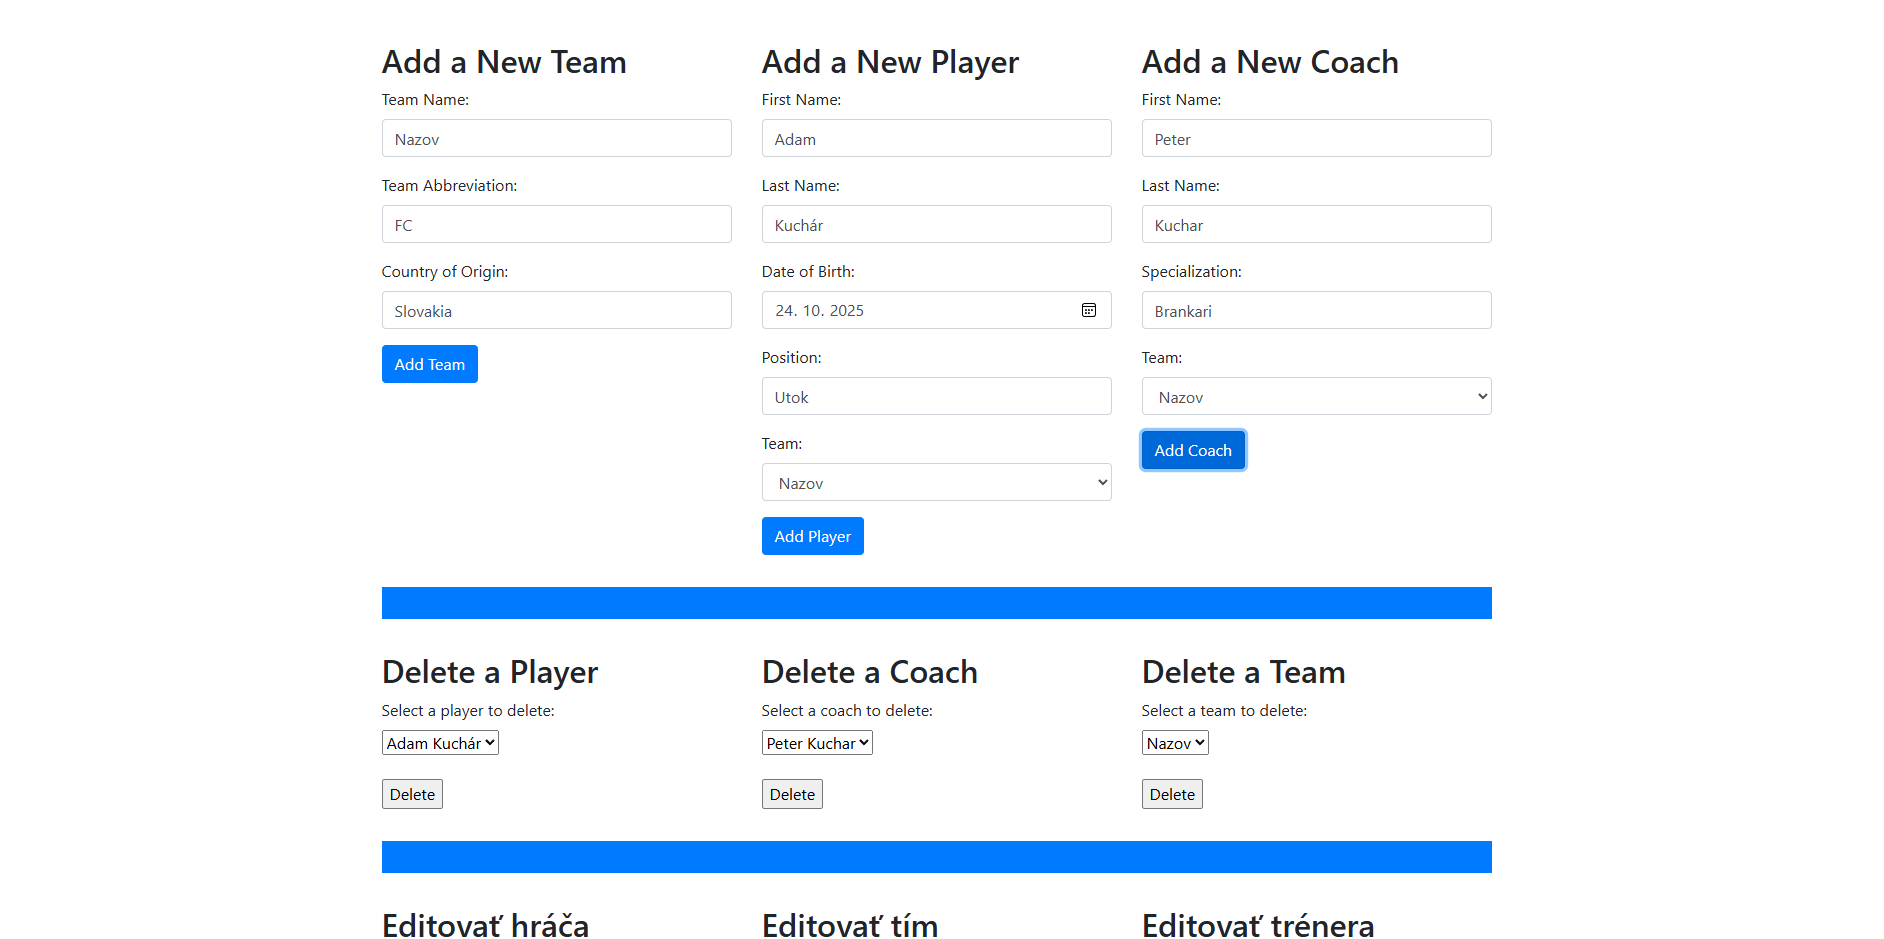 Add a New Team
Team Name:
Nazov
Team Abbreviation:
FC
Country of Origin:
Slovakia
Add Team
Add a New Player
First Name:
Adam
Last Name:
Kuchár
Date of Birth:
24. 10. 2025
Position:
Utok
Team:
Nazov
Add Player
Add a New Coach
First Name:
Peter
Last Name:
Kuchar
Specialization:
Brankari
Team:
Nazov
Add Coach
Delete a Player
Select a player to delete:
Adam Kuchár
Delete
Delete a Coach
Select a coach to delete:
Peter Kuchar
Delete
Delete a Team
Select a team to delete:
Nazov
Delete
Editovať hráča
Editovať tím
Editovať trénera